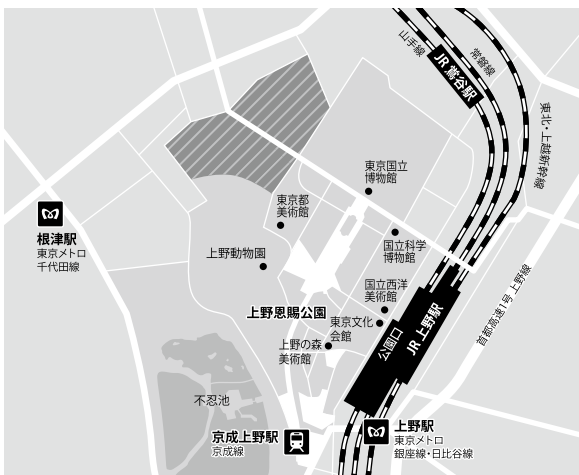 山手線
JR 鶯谷駅
常磐線
東北・上越新幹線
東京国立
博物館
東京都
美術館
根津駅
東京メトロ
千代田線
上野動物園
国立科学
博物館
国立西洋
美術館
上野恩賜公園
東京文化
会館
上野の森
美術館
公園口
JR 上野駅
首都高速1号 上野線
不忍池
京成上野駅
京成線
上野駅
東京メトロ
銀座線・日比谷線